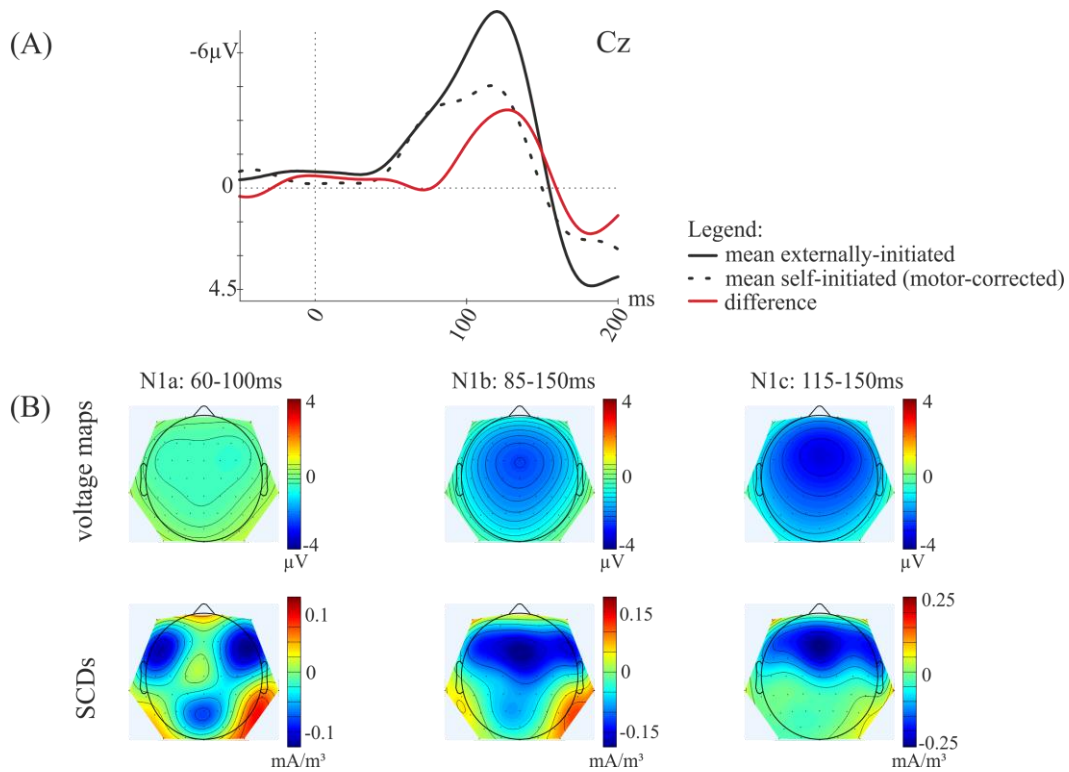 (A)
-6µV
Cz
0
4.5
0
100
200
ms
Legend:
mean externally-initiated
mean self-initiated (motor-corrected)
difference
(B)
N1a: 60-100ms
N1b: 85-150ms
N1c: 115-150ms
voltage maps
4
0
-4
µV
4
0
-4
µV
4
0
-4
µV
SCDs
0.1
0
-0.1
mA/m³
0.15
0
-0.15
mA/m³
0.25
0
-0.25
mA/m³